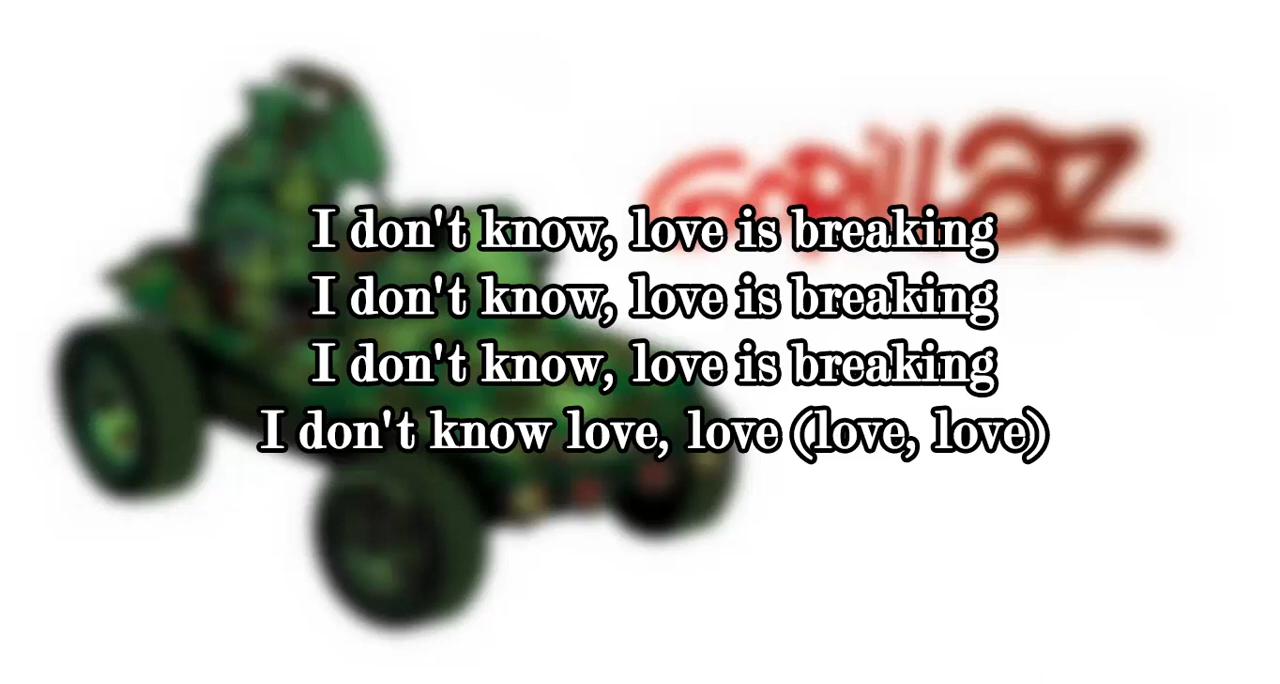 GORILLAZ
I don't know, love is breaking
I don't know, love is breaking
I don't know, love is breaking
I don't know love, love (love, love)